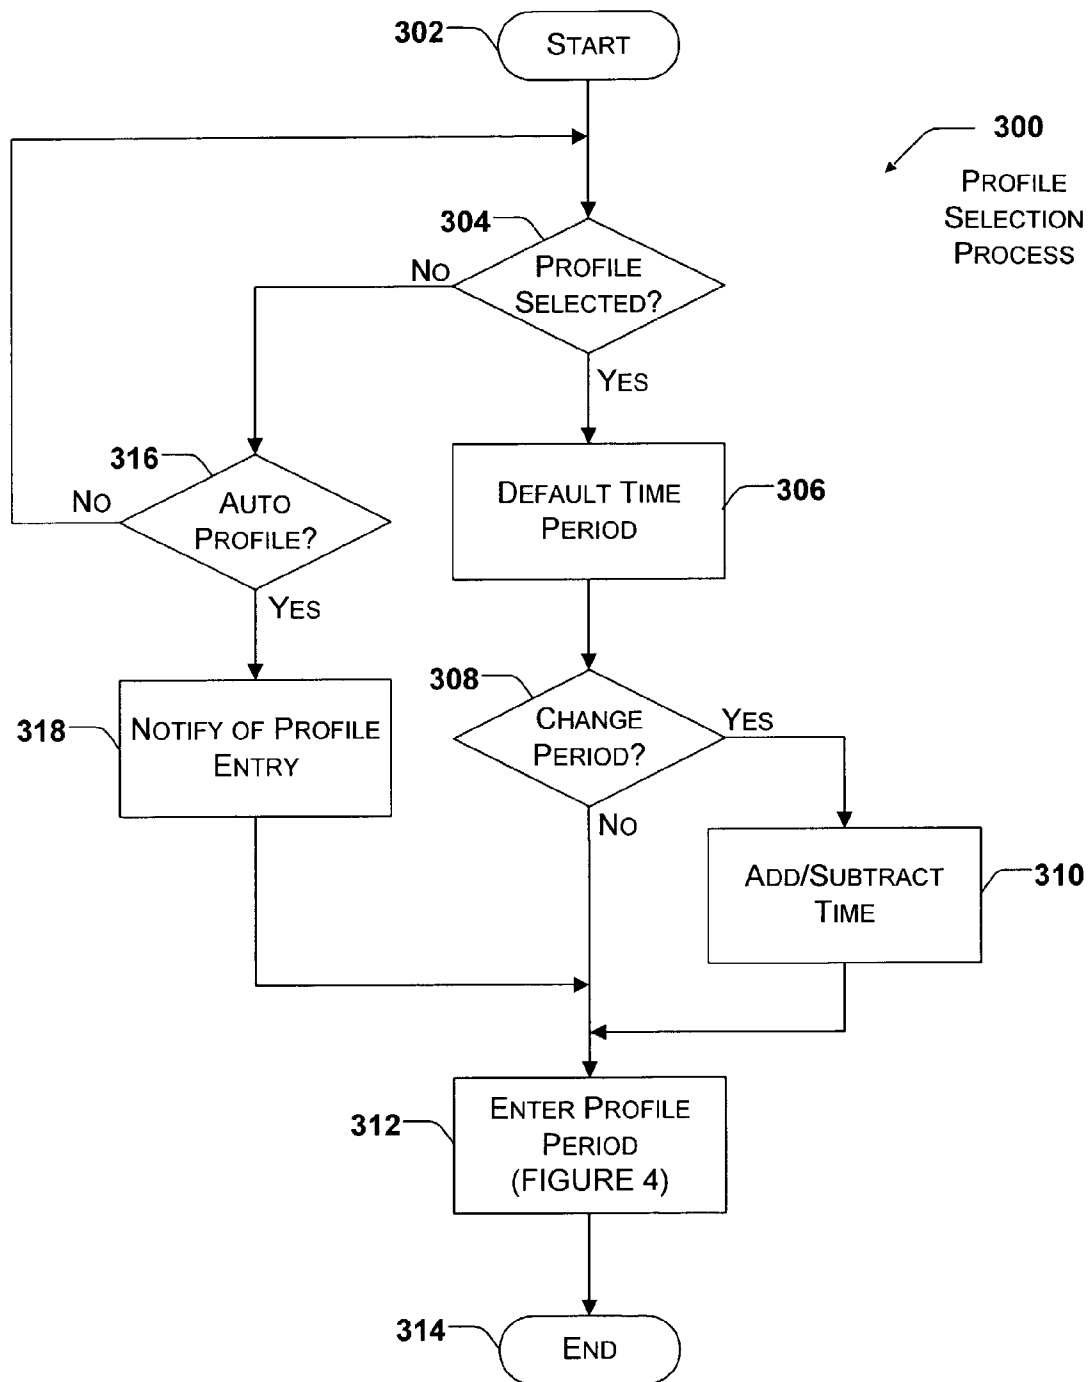 302
START
300
PROFILE
SELECTION
PROCESS
304
PROFILE
SELECTED?
NO
YES
316
AUTO
PROFILE?
NO
YES
DEFAULT TIME
PERIOD
306
308
CHANGE
PERIOD?
YES
NO
318
NOTIFY OF PROFILE
ENTRY
ADD/SUBTRACT
TIME
310
312
ENTER PROFILE
PERIOD
(FIGURE 4)
314
END